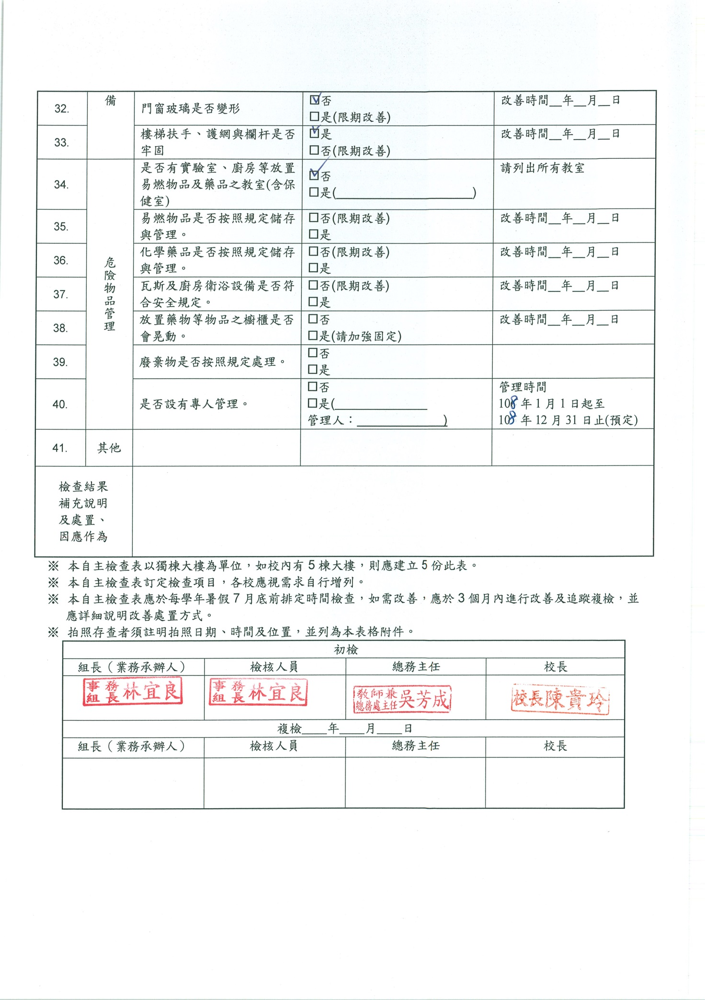 32.
備
門窗玻璃是否變形
☑否
□是(限期改善)
改善時間__年__月__日
33.
樓梯扶手、護網與欄杆是否
牢固
☑是
□否(限期改善)
改善時間__年__月__日
34.
危險物品管理
是否有實驗室、廚房等放置
易燃物品及藥品之教室(含保
健室)
☑否
□是(______________________)
請列出所有教室
35.
易燃物品是否按照規定儲存
與管理。
□否(限期改善)
□是
改善時間__年__月__日
36.
化學藥品是否按照規定儲存
與管理。
□否(限期改善)
□是
改善時間__年__月__日
37.
瓦斯及廚房衛浴設備是否符
合安全規定。
□否(限期改善)
□是
改善時間__年__月__日
38.
放置藥物等物品之櫥櫃是否
會晃動。
□否
□是(請加強固定)
改善時間__年__月__日
39.
廢棄物是否按照規定處理。
□否
□是
40.
是否設有專人管理。
□否
□是(_______________
管理人：______________)
管理時間
108 年 1 月 1 日起至
108 年 12 月 31 日止(預定)
41.
其他
檢查結果
補充說明
及處置、
因應作為
※ 本自主檢查表以獨棟大樓為單位，如校內有 5 棟大樓，則應建立 5 份此表。
※ 本自主檢查表訂定檢查項目，各校應視需求自行增列。
※ 本自主檢查表應於每學年暑假 7 月底前排定時間檢查，如需改善，應於 3 個月內進行改善及追蹤複檢，並
應詳細說明改善處置方式。
※ 拍照存查者須註明拍照日期、時間及位置，並列為本表格附件。
初檢
組長（業務承辦人） 檢核人員 總務主任 校長
事務組長 林宜良
事務組長 林宜良
教師兼總務處主任 吳芳成
校長陳貴玲
複檢____年____月____日
組長（業務承辦人） 檢核人員 總務主任 校長